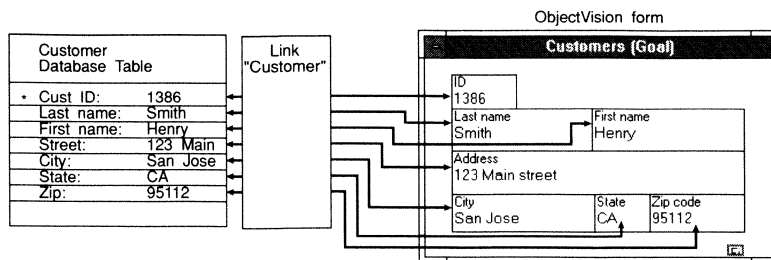 ObjectVision form
Customer
Database Table
* Cust ID: 1386
Last name: Smith
First name: Henry
Street: 123 Main
City: San Jose
State: CA
Zip: 95112
Link
"Customer"
Customers (Goal)
ID
1386
Last name First name
Smith Henry
Address
123 Main street
City State Zip code
San Jose CA 95112